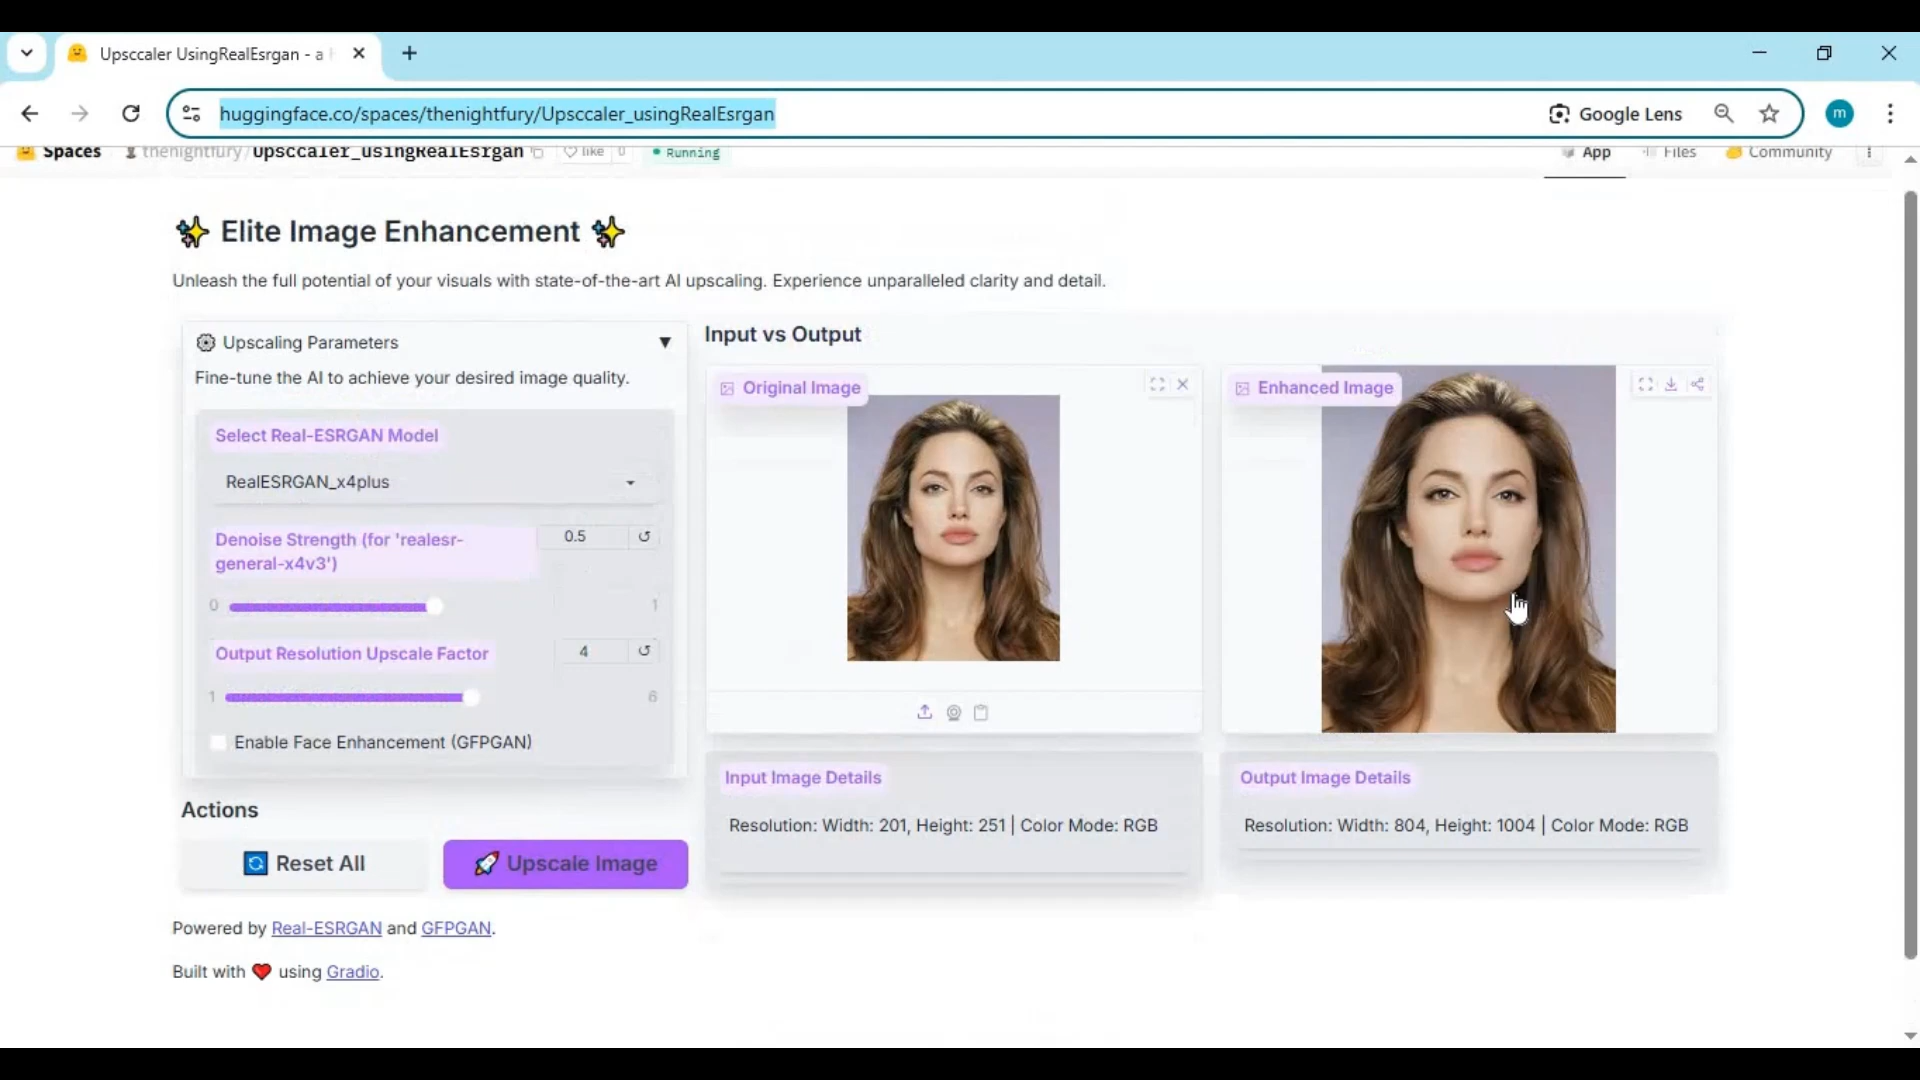 Upsccaler UsingRealEsrgan - a
huggingface.co/spaces/thenightfury/Upsccaler_usingRealEsrgan
Google Lens
m
Spaces
thenightfury/Upsccaler_usingRealEsrgan
like 0
Running
App
Files
Community
✨ Elite Image Enhancement ✨
Unleash the full potential of your visuals with state-of-the-art AI upscaling. Experience unparalleled clarity and detail.
Upscaling Parameters
Fine-tune the AI to achieve your desired image quality.
Select Real-ESRGAN Model
RealESRGAN_x4plus
Denoise Strength (for 'realesr-
general-x4v3')
0.5
0
1
Output Resolution Upscale Factor
4
1
6
Enable Face Enhancement (GFPGAN)
Actions
Reset All
Upscale Image
Input vs Output
Original Image
Enhanced Image
Input Image Details
Resolution: Width: 201, Height: 251 | Color Mode: RGB
Output Image Details
Resolution: Width: 804, Height: 1004 | Color Mode: RGB
Powered by Real-ESRGAN and GFPGAN.
Built with ❤️ using Gradio.